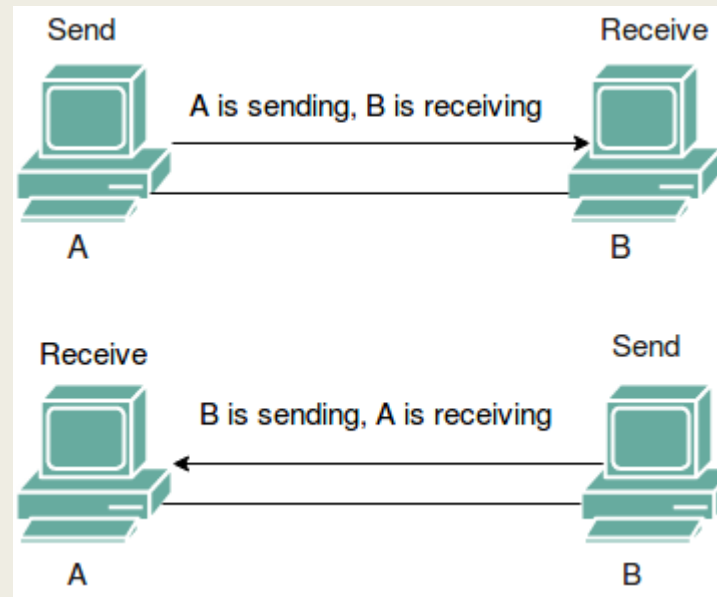 Send
Receive
A is sending, B is receiving
A
B
Receive
Send
B is sending, A is receiving
A
B